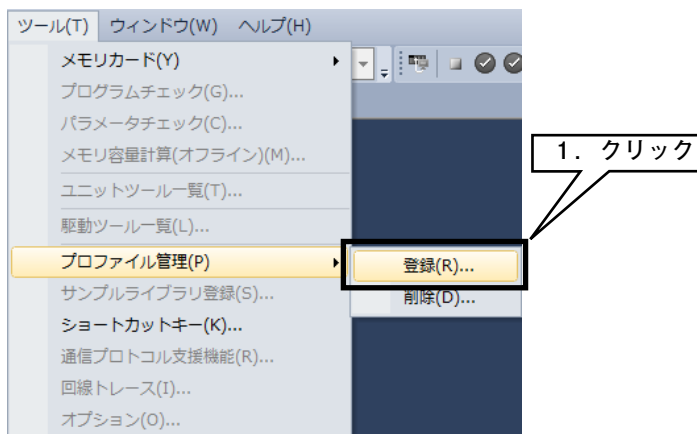 ツール(T) ウィンドウ(W) ヘルプ(H)
メモリカード(Y)
プログラムチェック(G)...
パラメータチェック(C)...
メモリ容量計算(オフライン)(M)...
ユニットツール一覧(T)...
駆動ツール一覧(L)...
プロファイル管理(P)
登録(R)...
削除(D)...
サンプルライブラリ登録(S)...
ショートカットキー(K)...
通信プロトコル支援機能(R)...
回線トレース(I)...
オプション(O)...
1. クリック